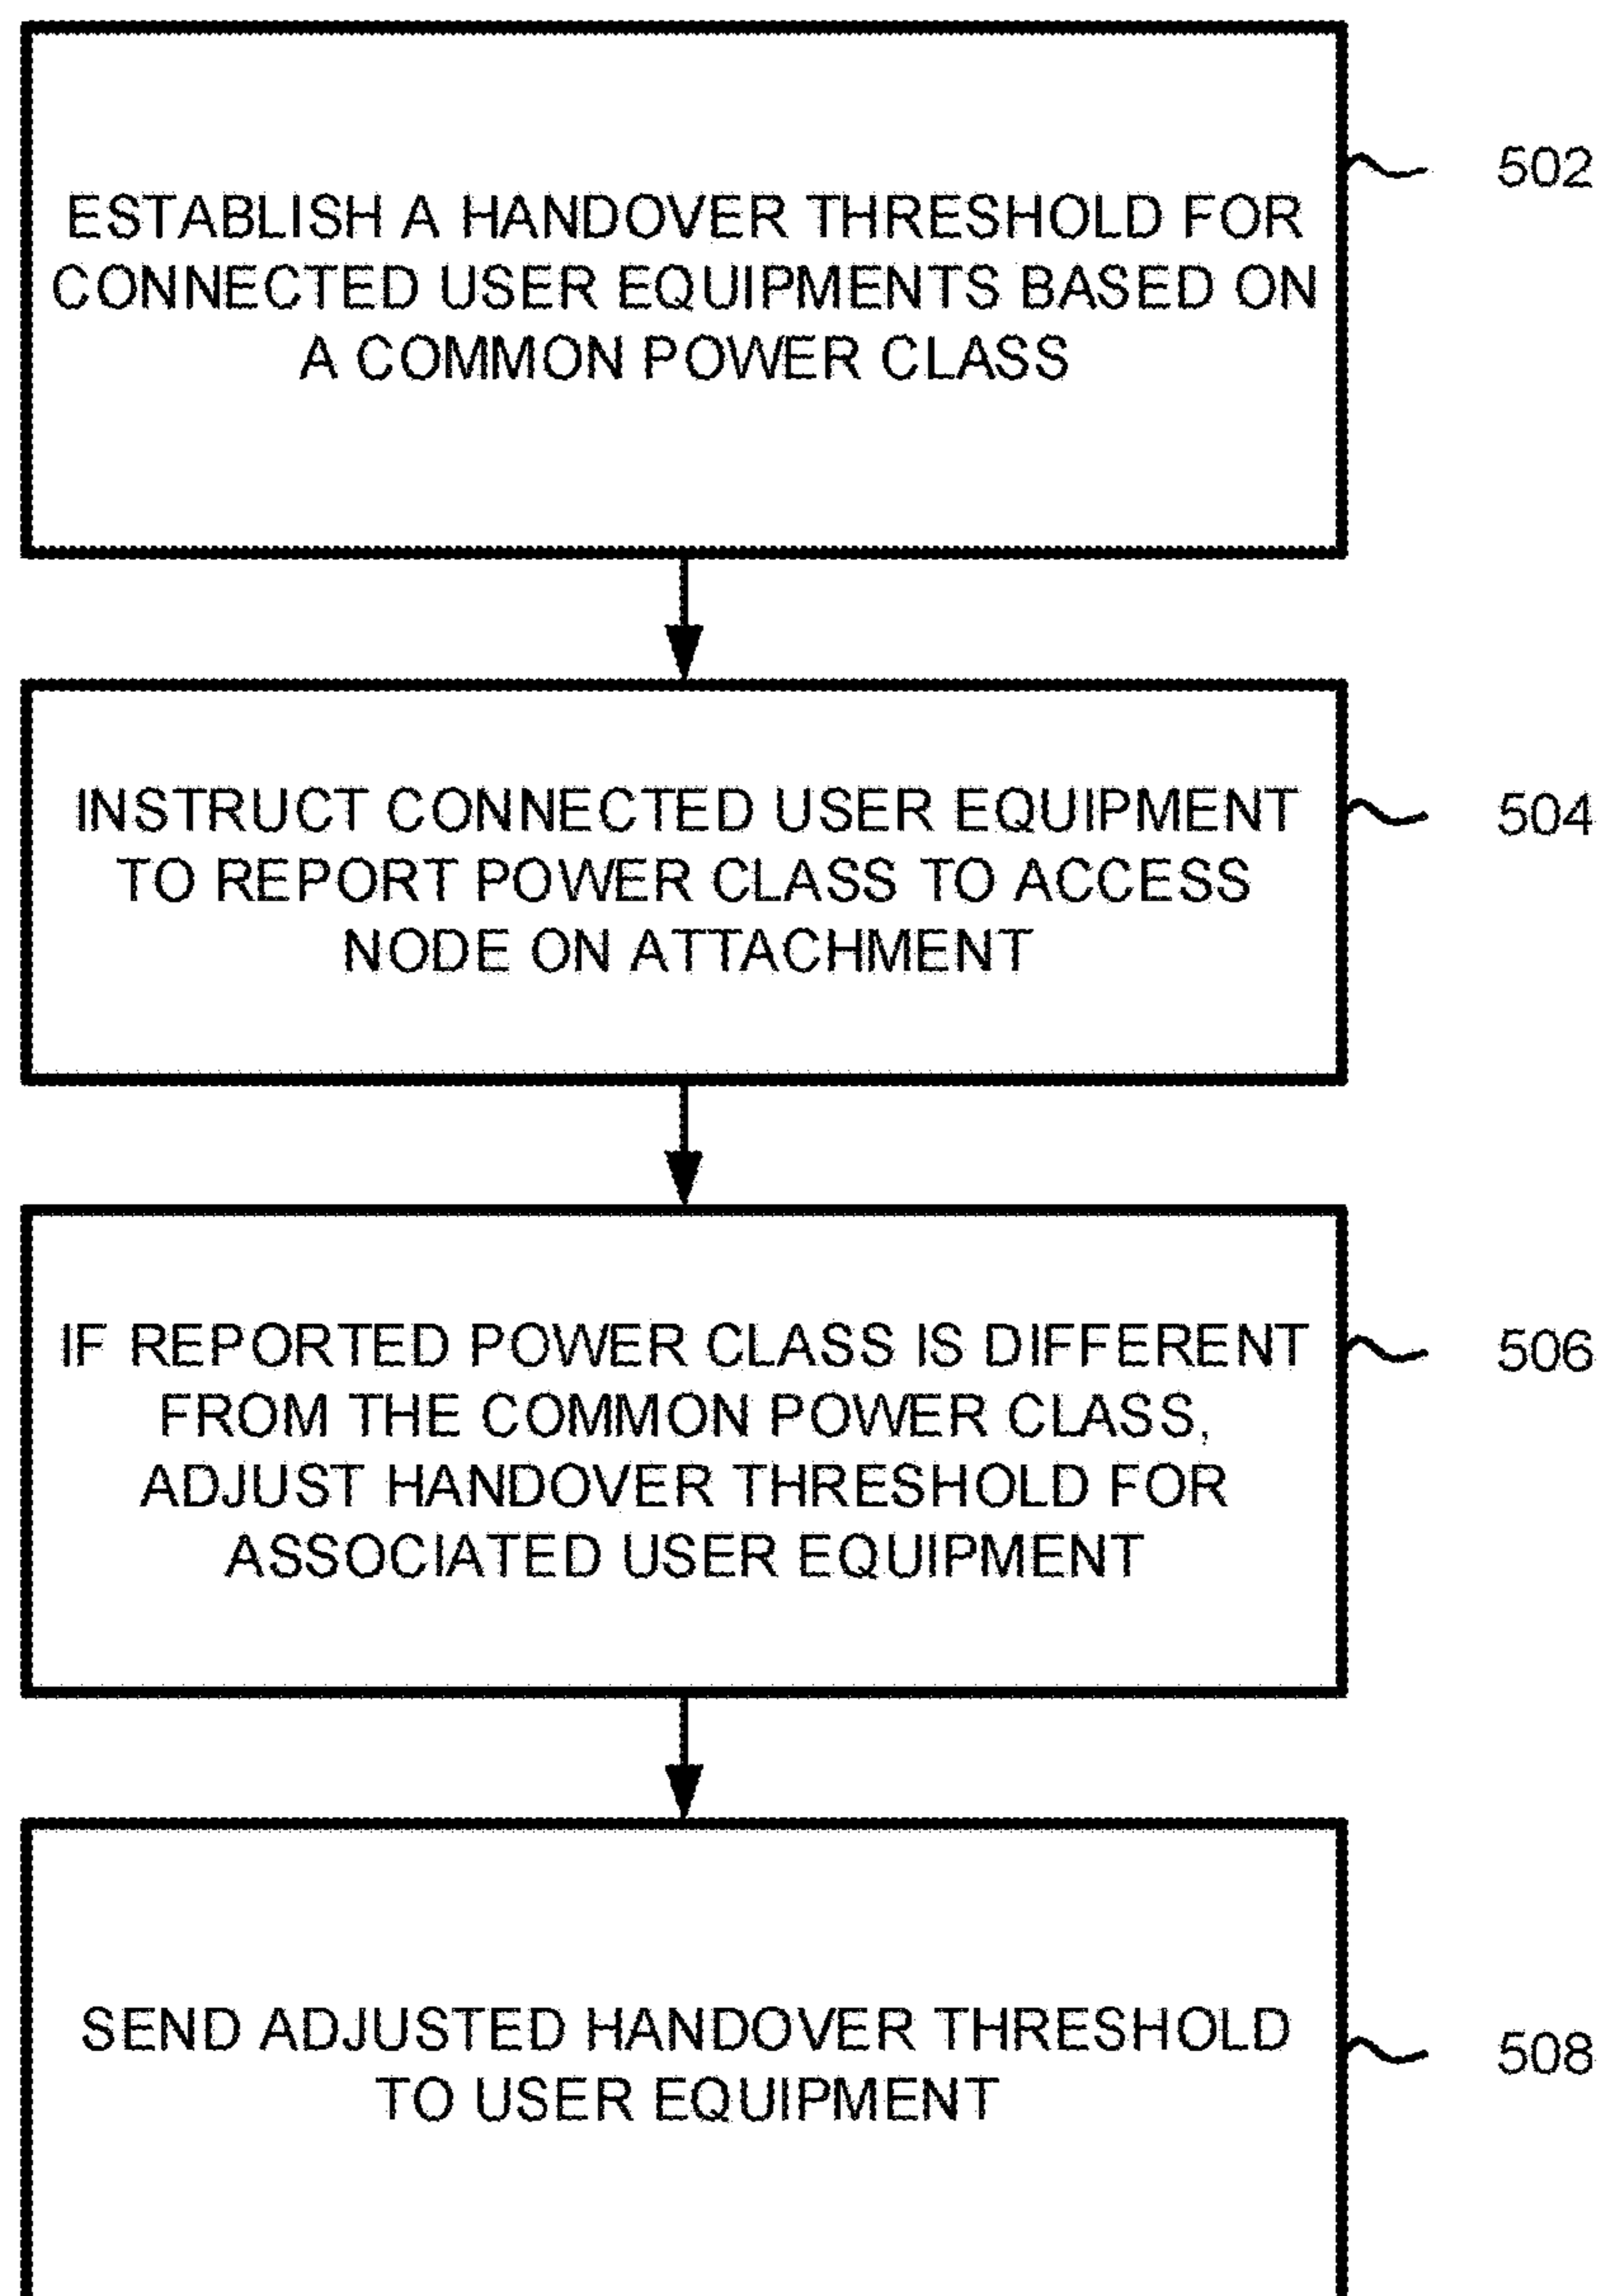 ESTABLISH A HANDOVER THRESHOLD FOR
CONNECTED USER EQUIPMENTS BASED ON
A COMMON POWER CLASS
502
INSTRUCT CONNECTED USER EQUIPMENT
TO REPORT POWER CLASS TO ACCESS
NODE ON ATTACHMENT
504
IF REPORTED POWER CLASS IS DIFFERENT
FROM THE COMMON POWER CLASS,
ADJUST HANDOVER THRESHOLD FOR
ASSOCIATED USER EQUIPMENT
506
SEND ADJUSTED HANDOVER THRESHOLD
TO USER EQUIPMENT
508